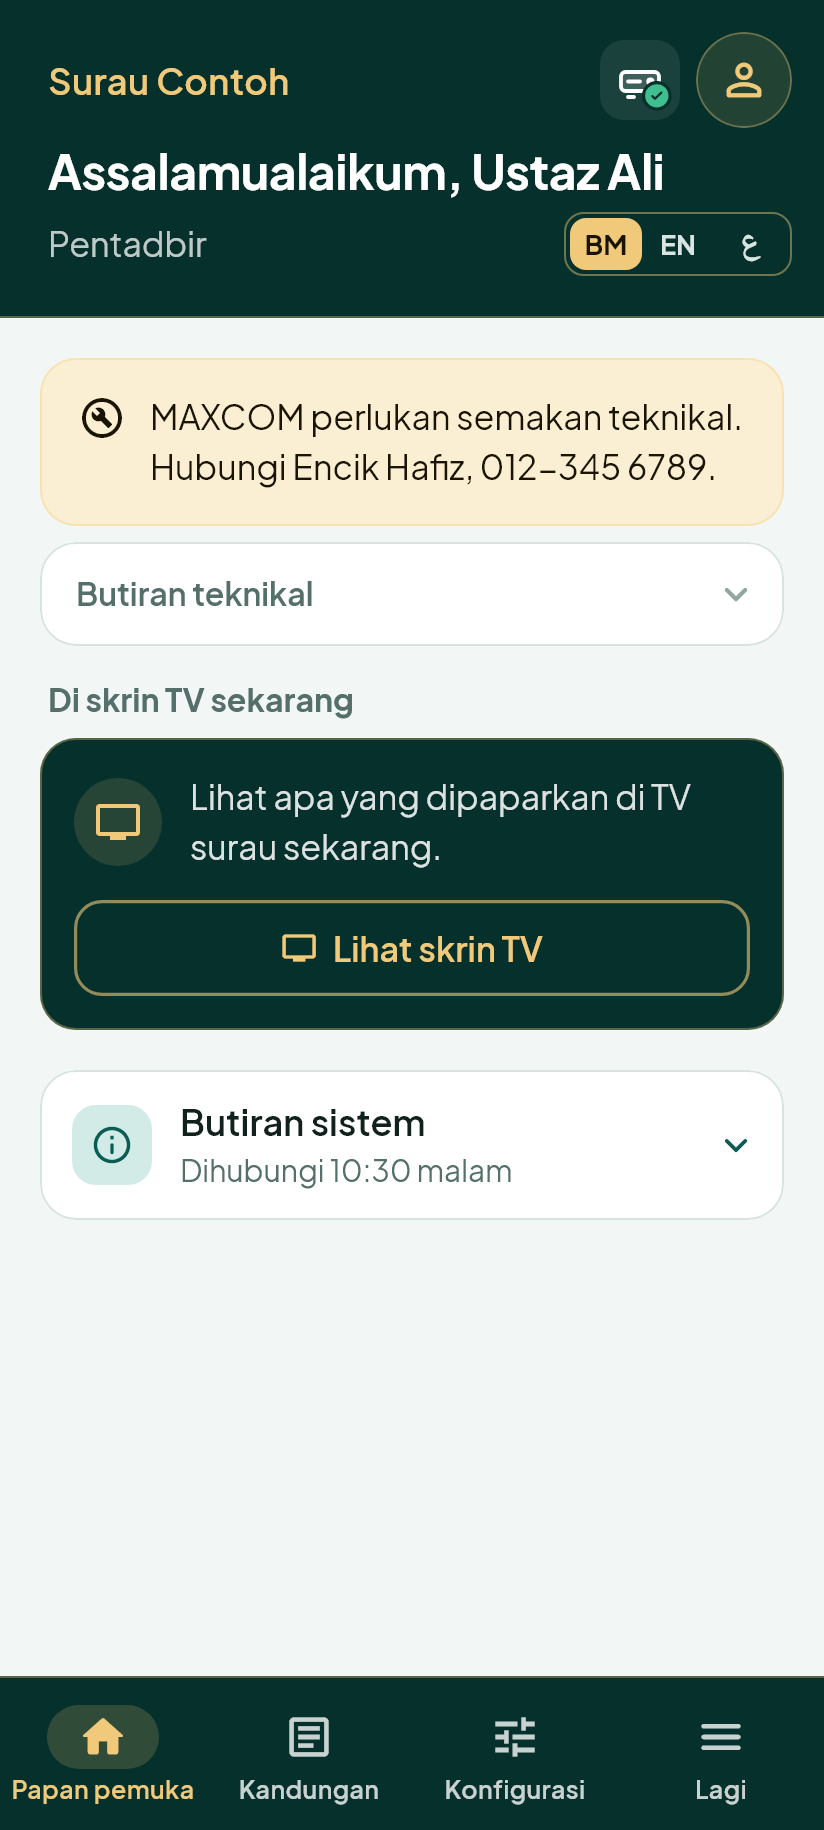 Surau Contoh
Assalamualaikum, Ustaz Ali
Pentadbir
BM EN ع
MAXCOM perlukan semakan teknikal.
Hubungi Encik Hafiz, 012-345 6789.
Butiran teknikal
Di skrin TV sekarang
Lihat apa yang dipaparkan di TV
surau sekarang.
Lihat skrin TV
Butiran sistem
Dihubungi 10:30 malam
Papan pemuka Kandungan Konfigurasi Lagi